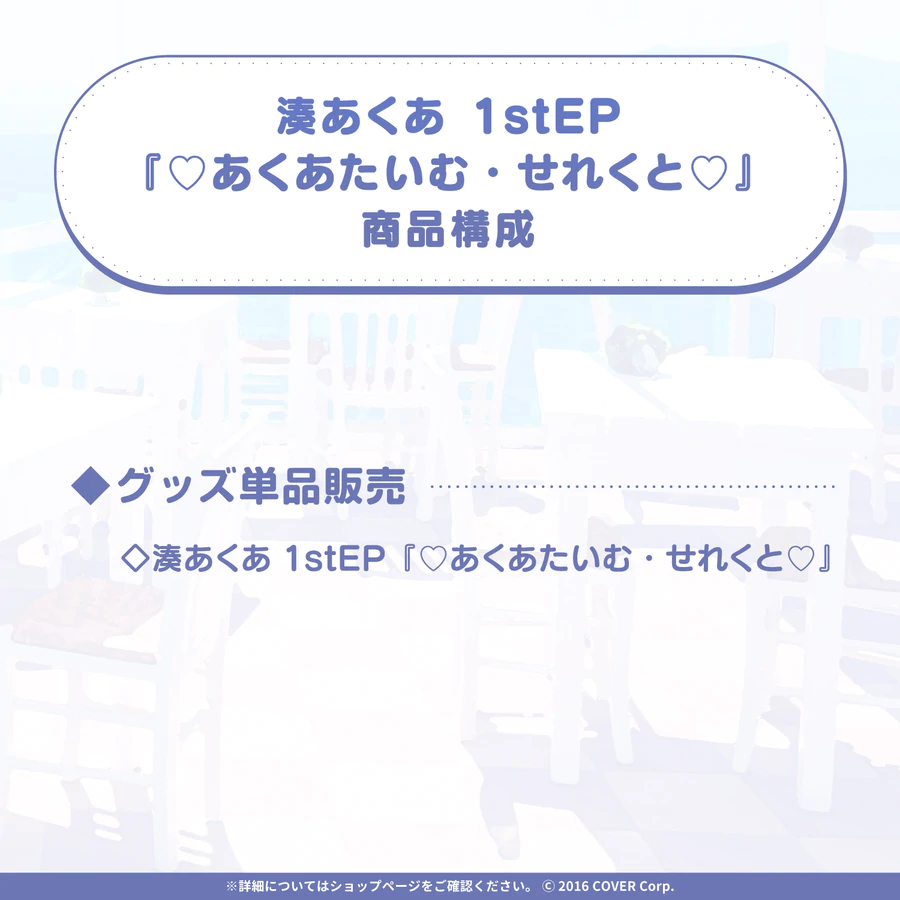 湊あくあ 1stEP
『♡あくあたいむ・せれくと♡』
商品構成
◆グッズ単品販売
◇湊あくあ 1stEP『♡あくあたいむ・せれくと♡』
※詳細についてはショップページをご確認ください。 © 2016 COVER Corp.